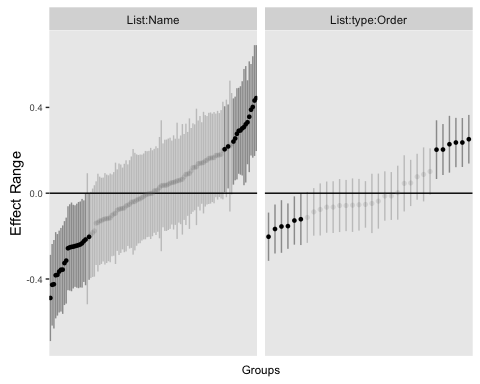 List:Name
List:type:Order
Effect Range
0.4
0.0
-0.4
Groups